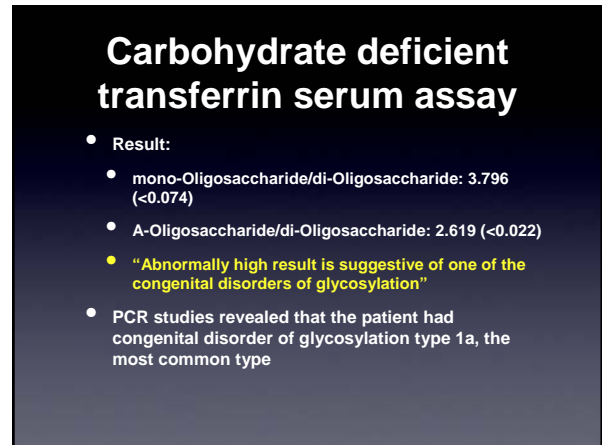 Carbohydrate deficient
transferrin serum assay
• Result:
• mono-Oligosaccharide/di-Oligosaccharide: 3.796
(<0.074)
• A-Oligosaccharide/di-Oligosaccharide: 2.619 (<0.022)
• “Abnormally high result is suggestive of one of the
congenital disorders of glycosylation”
• PCR studies revealed that the patient had
congenital disorder of glycosylation type 1a, the
most common type